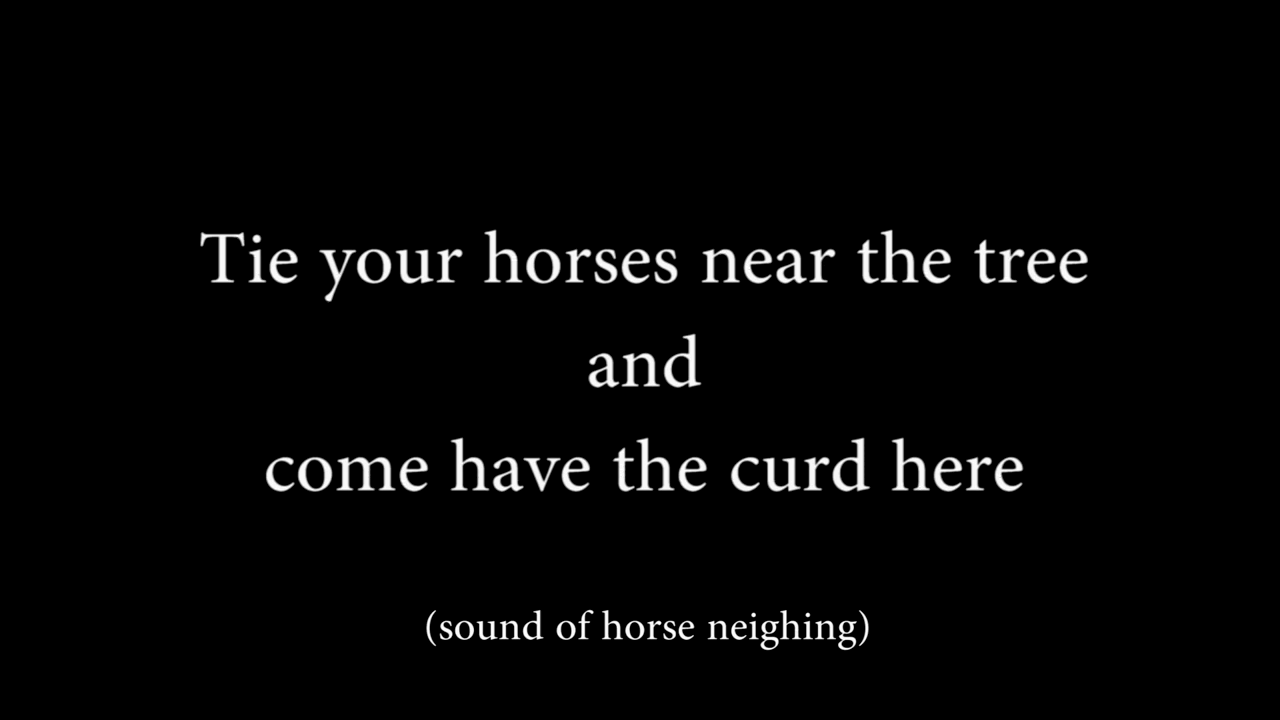 Tie your horses near the tree
and
come have the curd here
(sound of horse neighing)